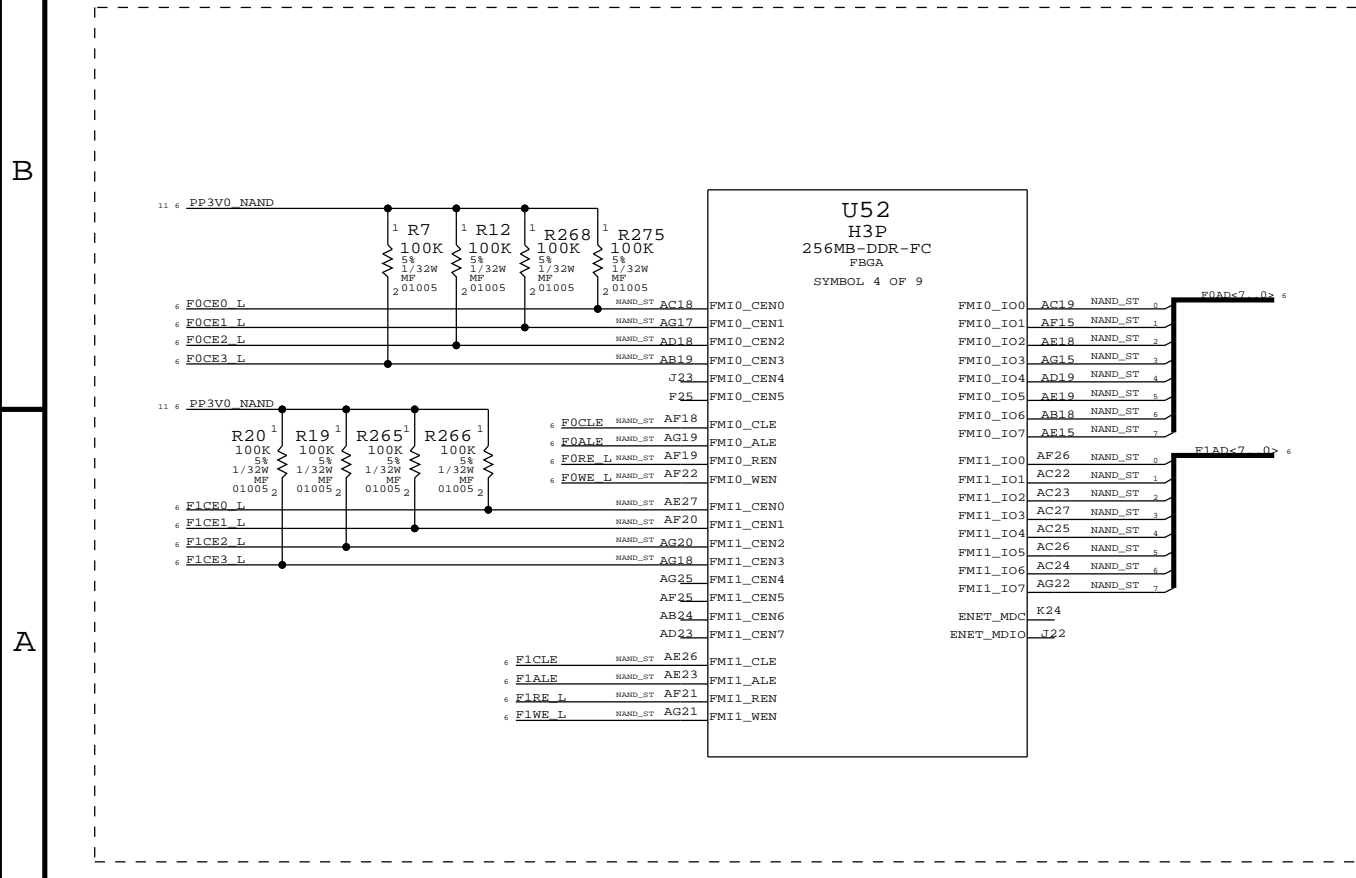 B
A
11 6 PP3V0_NAND
1 R7
100K
5%
1/32W
MF
2 01005
1 R12
100K
5%
1/32W
MF
2 01005
1 R268
100K
5%
1/32W
MF
2 01005
1 R275
100K
5%
1/32W
MF
2 01005
6 F0CE0_L NAND_ST AC18 FMI0_CEN0
6 F0CE1_L NAND_ST AG17 FMI0_CEN1
6 F0CE2_L NAND_ST AD18 FMI0_CEN2
6 F0CE3_L NAND_ST AB19 FMI0_CEN3
J23 FMI0_CEN4
F25 FMI0_CEN5
11 6 PP3V0_NAND
R20 1
100K
5%
1/32W
MF
01005 2
R19 1
100K
5%
1/32W
MF
01005 2
R265 1
100K
5%
1/32W
MF
01005 2
R266 1
100K
5%
1/32W
MF
01005 2
6 F0CLE NAND_ST AF18 FMI0_CLE
6 F0ALE NAND_ST AG19 FMI0_ALE
6 F0RE_L NAND_ST AF19 FMI0_REN
6 F0WE_L NAND_ST AF22 FMI0_WEN
6 F1CE0_L NAND_ST AE27 FMI1_CEN0
6 F1CE1_L NAND_ST AF20 FMI1_CEN1
6 F1CE2_L NAND_ST AG20 FMI1_CEN2
6 F1CE3_L NAND_ST AG18 FMI1_CEN3
AG25 FMI1_CEN4
AF25 FMI1_CEN5
AB24 FMI1_CEN6
AD23 FMI1_CEN7
6 F1CLE NAND_ST AE26 FMI1_CLE
6 F1ALE NAND_ST AE23 FMI1_ALE
6 F1RE_L NAND_ST AF21 FMI1_REN
6 F1WE_L NAND_ST AG21 FMI1_WEN
U52
H3P
256MB-DDR-FC
FBGA
SYMBOL 4 OF 9
FMI0_IO0 AC19 NAND_ST 0
FMI0_IO1 AF15 NAND_ST 1
FMI0_IO2 AE18 NAND_ST 2
FMI0_IO3 AG15 NAND_ST 3
FMI0_IO4 AD19 NAND_ST 4
FMI0_IO5 AE19 NAND_ST 5
FMI0_IO6 AB18 NAND_ST 6
FMI0_IO7 AE15 NAND_ST 7
F0AD<7..0> 6
FMI1_IO0 AF26 NAND_ST 0
FMI1_IO1 AC22 NAND_ST 1
FMI1_IO2 AC23 NAND_ST 2
FMI1_IO3 AC27 NAND_ST 3
FMI1_IO4 AC25 NAND_ST 4
FMI1_IO5 AC26 NAND_ST 5
FMI1_IO6 AC24 NAND_ST 6
FMI1_IO7 AG22 NAND_ST 7
F1AD<7..0> 6
ENET_MDC K24
ENET_MDIO J22